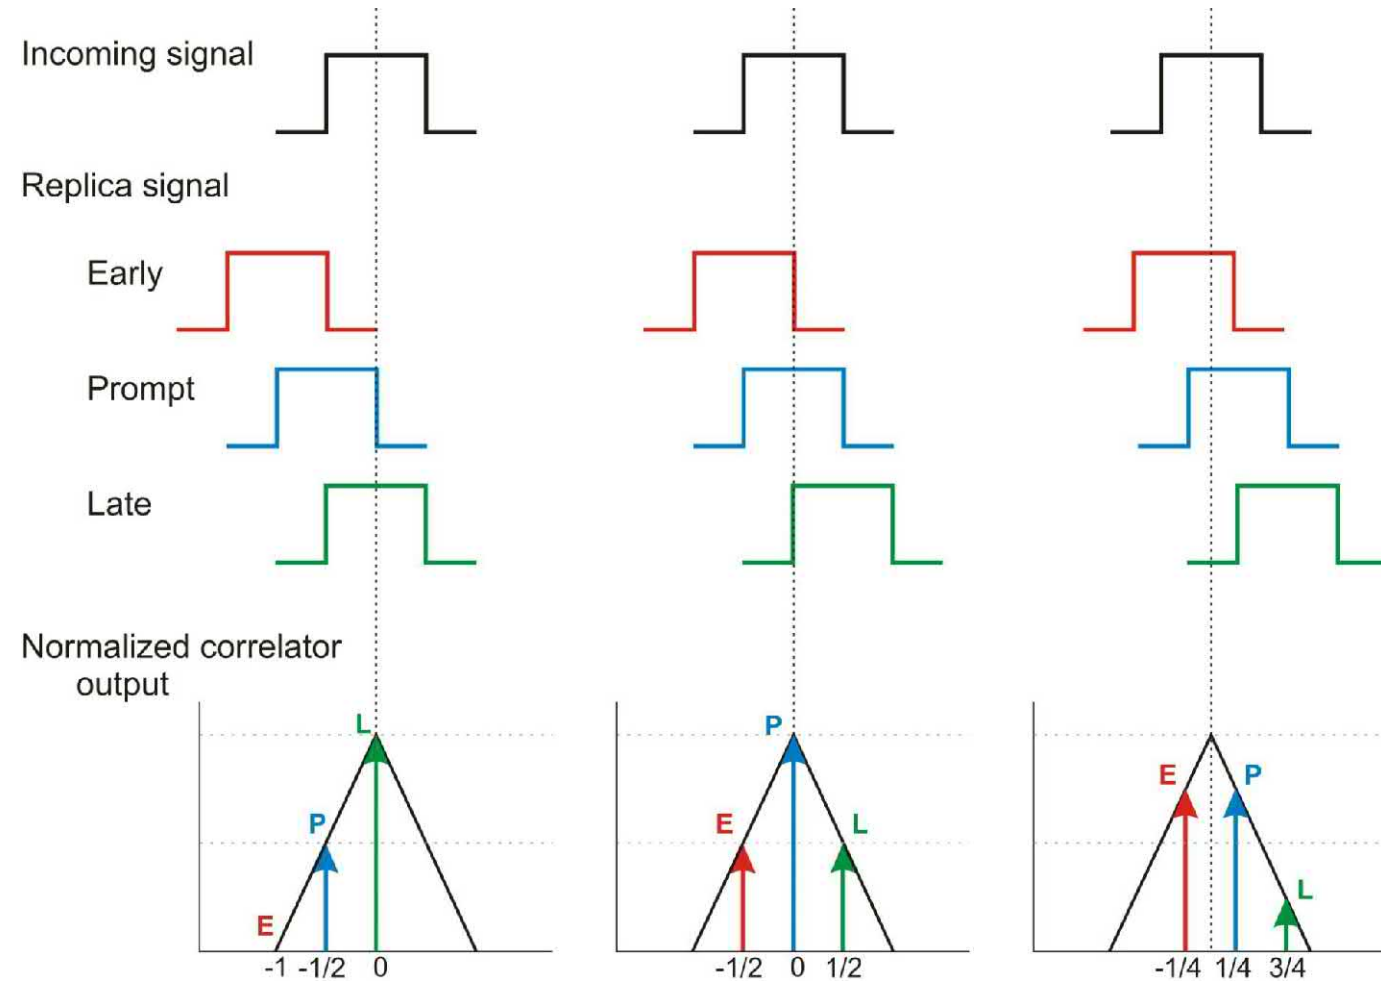 Incoming signal
Replica signal
Early
Prompt
Late
Normalized correlator
output
L
P
E
-1 -1/2 0
P
E
L
-1/2 0 1/2
E
P
L
-1/4 1/4 3/4